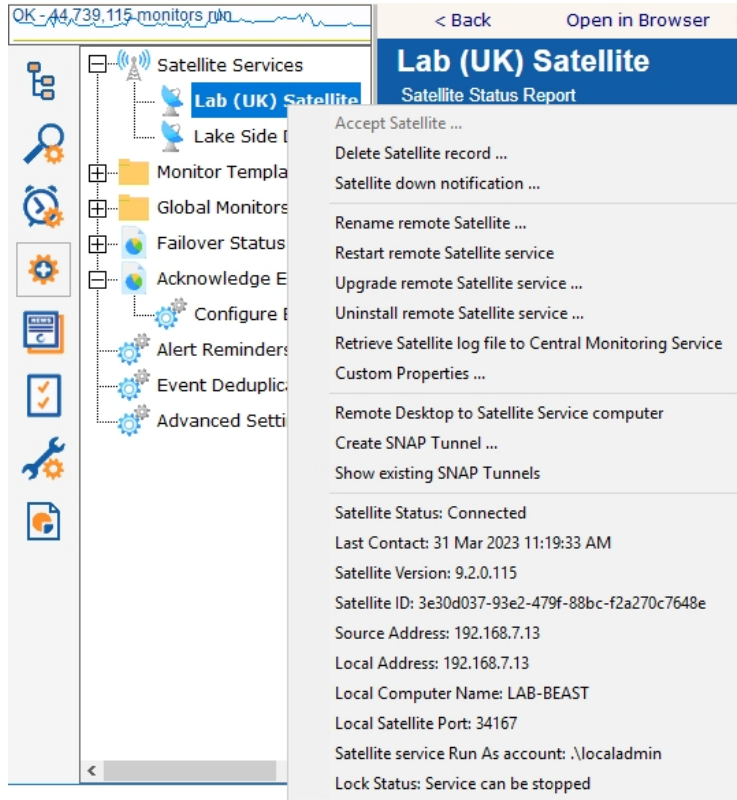 OK - 44,739,115 monitors run
< Back Open in Browser
Lab (UK) Satellite
Satellite Status Report
Satellite Services
Lab (UK) Satellite
Lake Side
Monitor Templa
Global Monitors
Failover Status
Acknowledge E
Configure
Alert Reminders
Event Deduplic
Advanced Setti
NEWS
<
Accept Satellite ...
Delete Satellite record ...
Satellite down notification ...
Rename remote Satellite ...
Restart remote Satellite service
Upgrade remote Satellite service ...
Uninstall remote Satellite service ...
Retrieve Satellite log file to Central Monitoring Service
Custom Properties ...
Remote Desktop to Satellite Service computer
Create SNAP Tunnel ...
Show existing SNAP Tunnels
Satellite Status: Connected
Last Contact: 31 Mar 2023 11:19:33 AM
Satellite Version: 9.2.0.115
Satellite ID: 3e30d037-93e2-479f-88bc-f2a270c7648e
Source Address: 192.168.7.13
Local Address: 192.168.7.13
Local Computer Name: LAB-BEAST
Local Satellite Port: 34167
Satellite service Run As account: .\localadmin
Lock Status: Service can be stopped